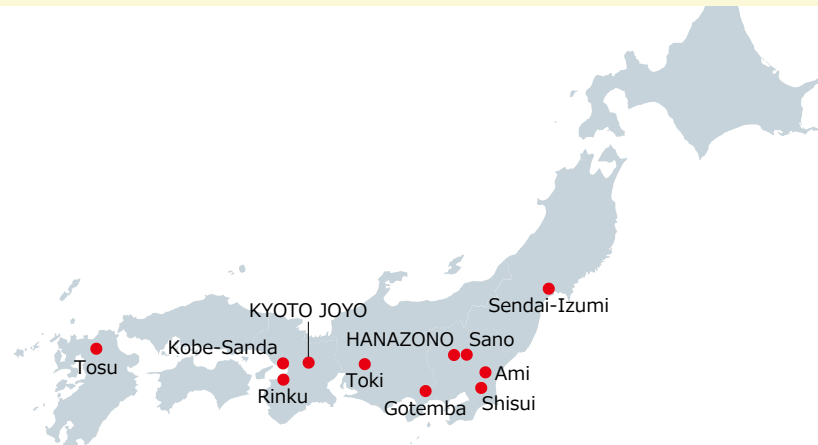 Sendai-Izumi
KYOTO JOYO
HANAZONO
Sano
Kobe-Sanda
Tosu
Toki
Ami
Rinku
Gotemba
Shisui